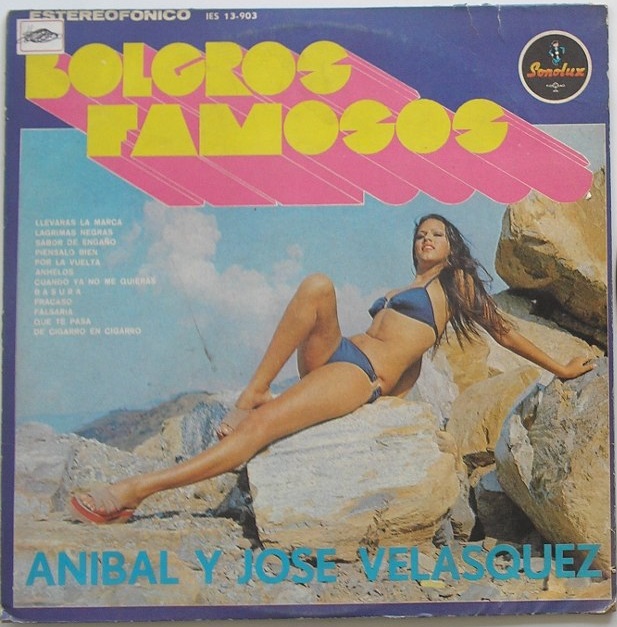 ESTEREOFONICO IES 13-903
BOLEROS
FAMOSOS
Sonolux
LLEVARAS LA MARCA
LAGRIMAS NEGRAS
SABOR DE ENGAÑO
PIENSALO BIEN
POR LA VUELTA
ANHELOS
CUANDO YA NO ME QUIERAS
BASURA
FRACASO
FALSARIA
QUE TE PASA
DE CIGARRO EN CIGARRO
ANIBAL Y JOSE VELASQUEZ